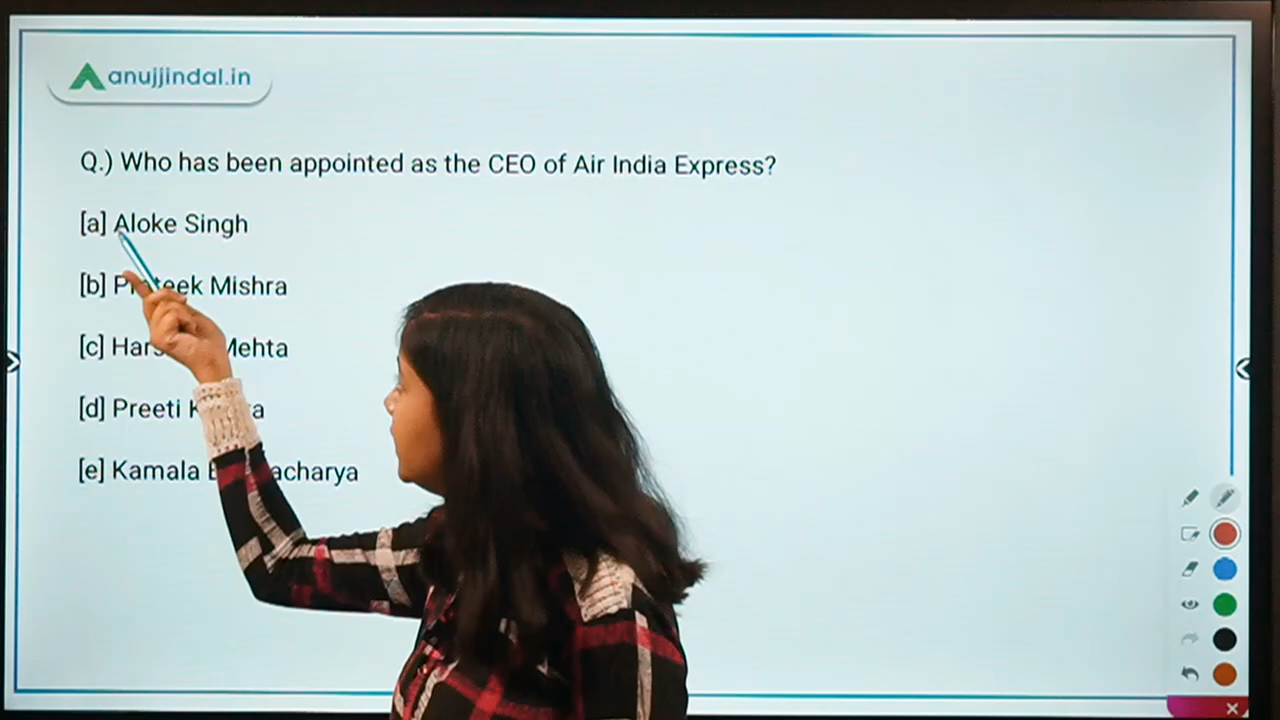 anujjindal.in
Q.) Who has been appointed as the CEO of Air India Express?
[a] Aloke Singh
[b] Mishra
[c] Mehta
[d] Preeti
[e] Kamala